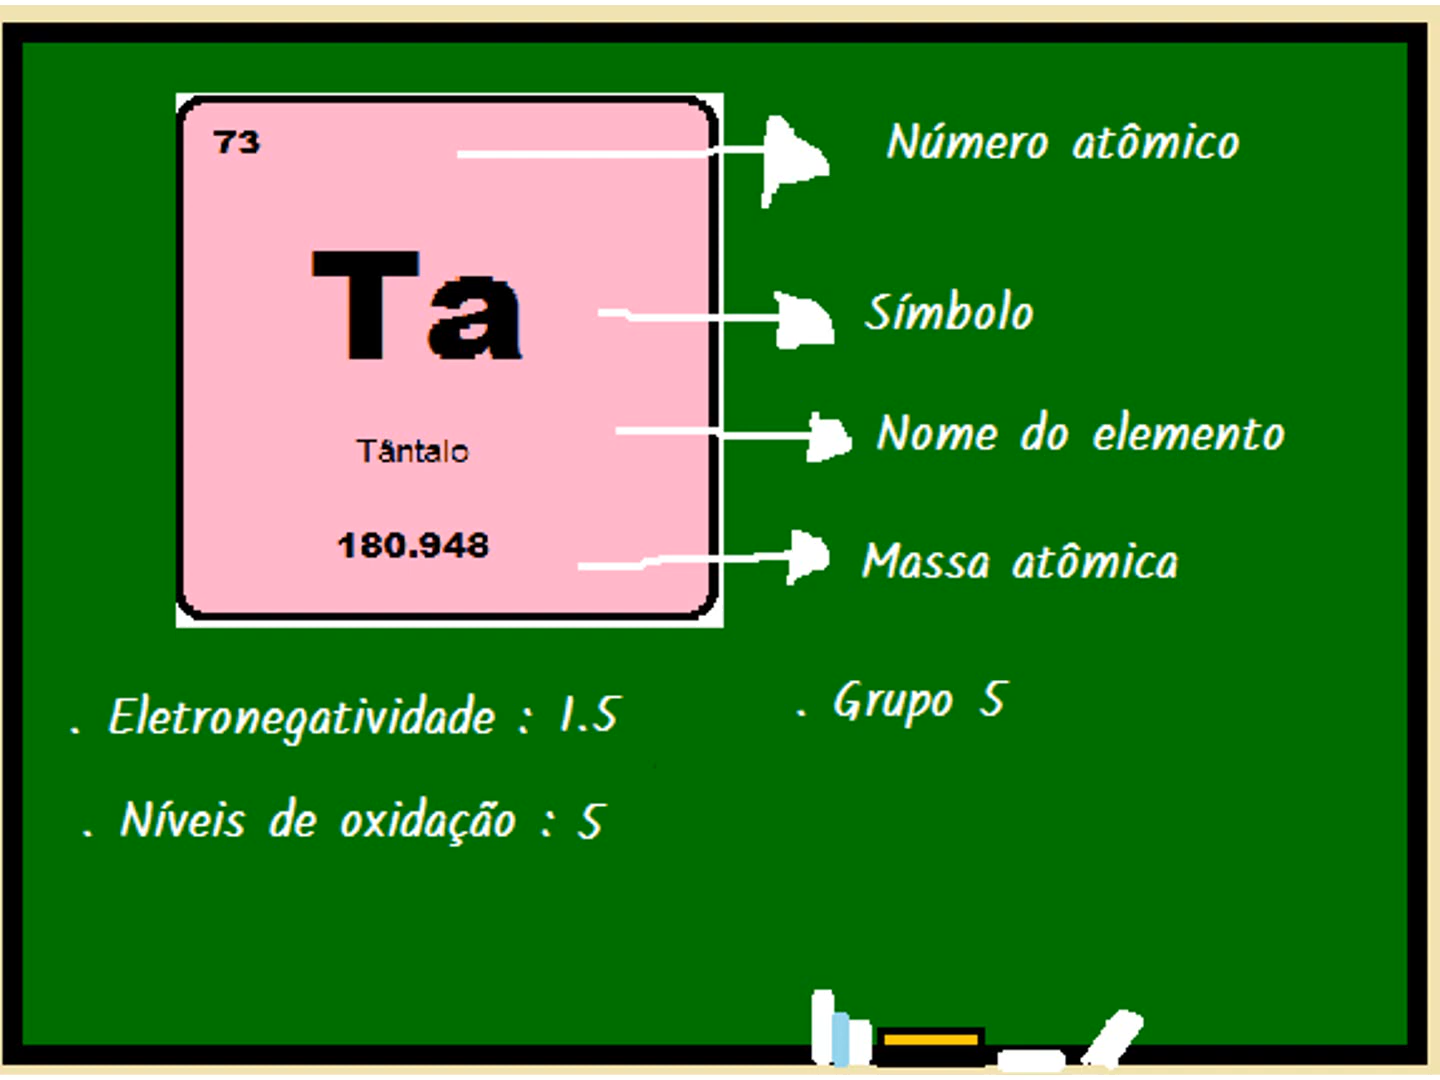 73
Número atômico
Ta
Símbolo
Nome do elemento
Tântalo
180.948
Massa atômica
. Eletronegatividade : 1.5
. Grupo 5
. Níveis de oxidação : 5